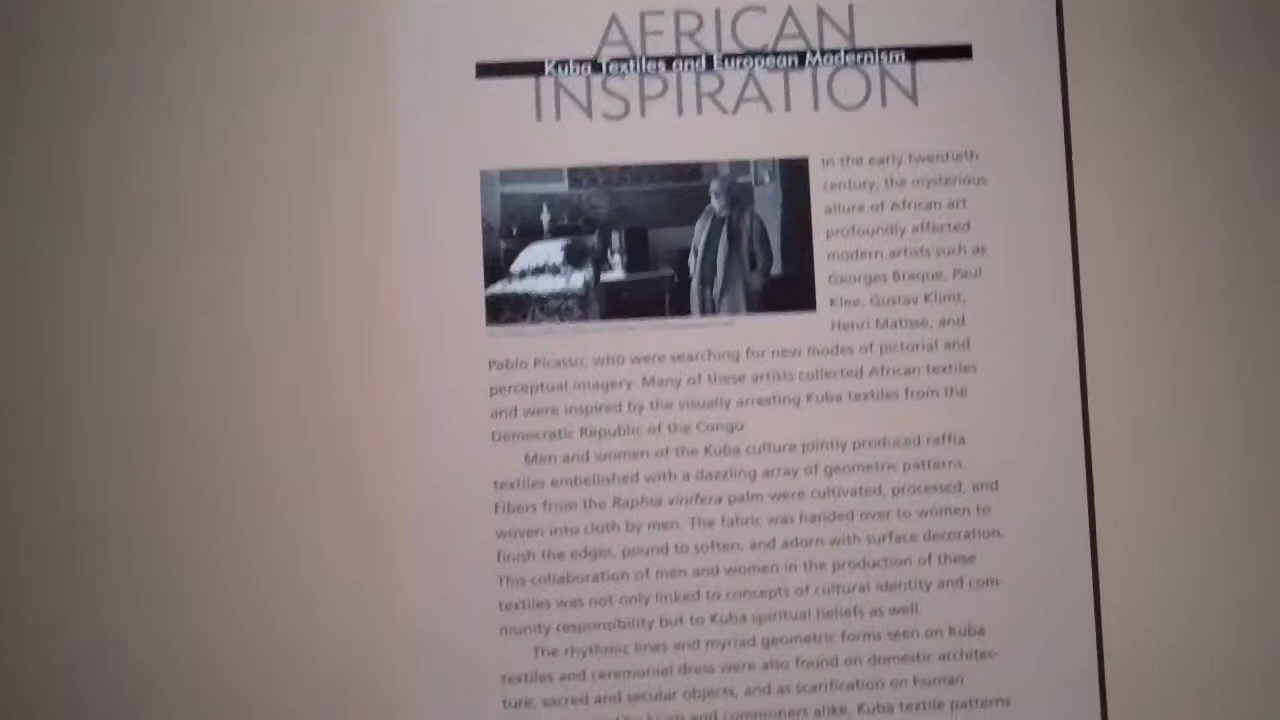 AFRICAN
Kuba Textiles and European Modernism
INSPIRATION
In the early twentieth
century, the mysterious
allure of African art
profoundly affected
modern artists such as
Georges Braque, Paul
Klee, Gustav Klimt,
Henri Matisse, and
Pablo Picasso, who were searching for new modes of pictorial and
perceptual imagery. Many of these artists collected African textiles
and were inspired by the visually arresting Kuba textiles from the
Democratic Republic of the Congo.
Men and women of the Kuba culture jointly produced raffia
textiles embellished with a dazzling array of geometric patterns.
Fibers from the Raphia vinifera palm were cultivated, processed, and
woven into cloth by men. The fabric was handed over to women to
finish the edges, pound to soften, and adorn with surface decoration.
This collaboration of men and women in the production of these
textiles was not only linked to concepts of cultural identity and com-
munity responsibility but to Kuba spiritual beliefs as well.
The rhythmic lines and myriad geometric forms seen on Kuba
textiles and ceremonial dress were also found on domestic architec-
ture, sacred and secular objects, and as scarification on human
and commoners alike. Kuba textile patterns